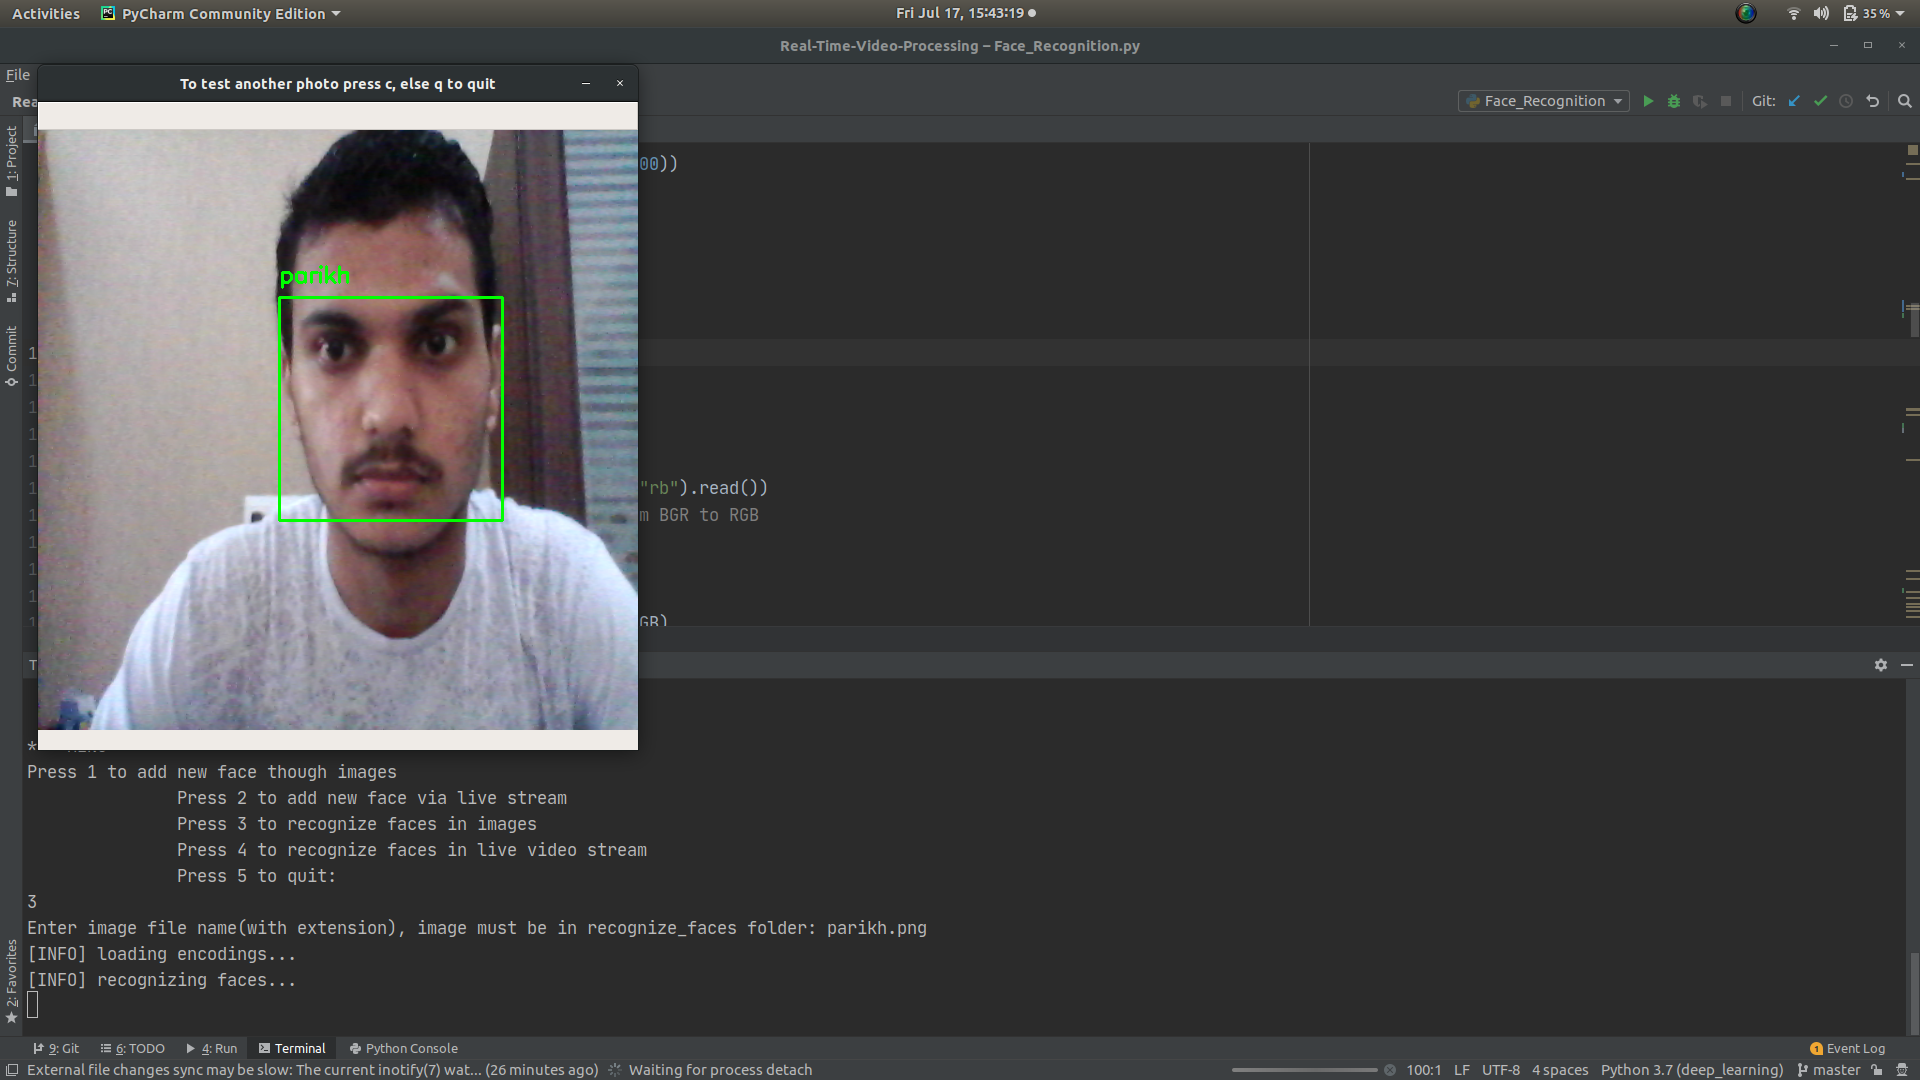 Activities PyCharm Community Edition Fri Jul 17, 15:43:19 35 %
Real-Time-Video-Processing – Face_Recognition.py
File
To test another photo press c, else q to quit
Rea
Face_Recognition Git:
1: Project
7: Structure
Commit
2: Favorites
parikh
00))
"rb").read())
m BGR to RGB
GB)
Press 1 to add new face though images
Press 2 to add new face via live stream
Press 3 to recognize faces in images
Press 4 to recognize faces in live video stream
Press 5 to quit:
3
Enter image file name(with extension), image must be in recognize_faces folder: parikh.png
[INFO] loading encodings...
[INFO] recognizing faces...
9: Git 6: TODO 4: Run Terminal Python Console 1 Event Log
External file changes sync may be slow: The current inotify(7) wat... (26 minutes ago) Waiting for process detach 100:1 LF UTF-8 4 spaces Python 3.7 (deep_learning) master